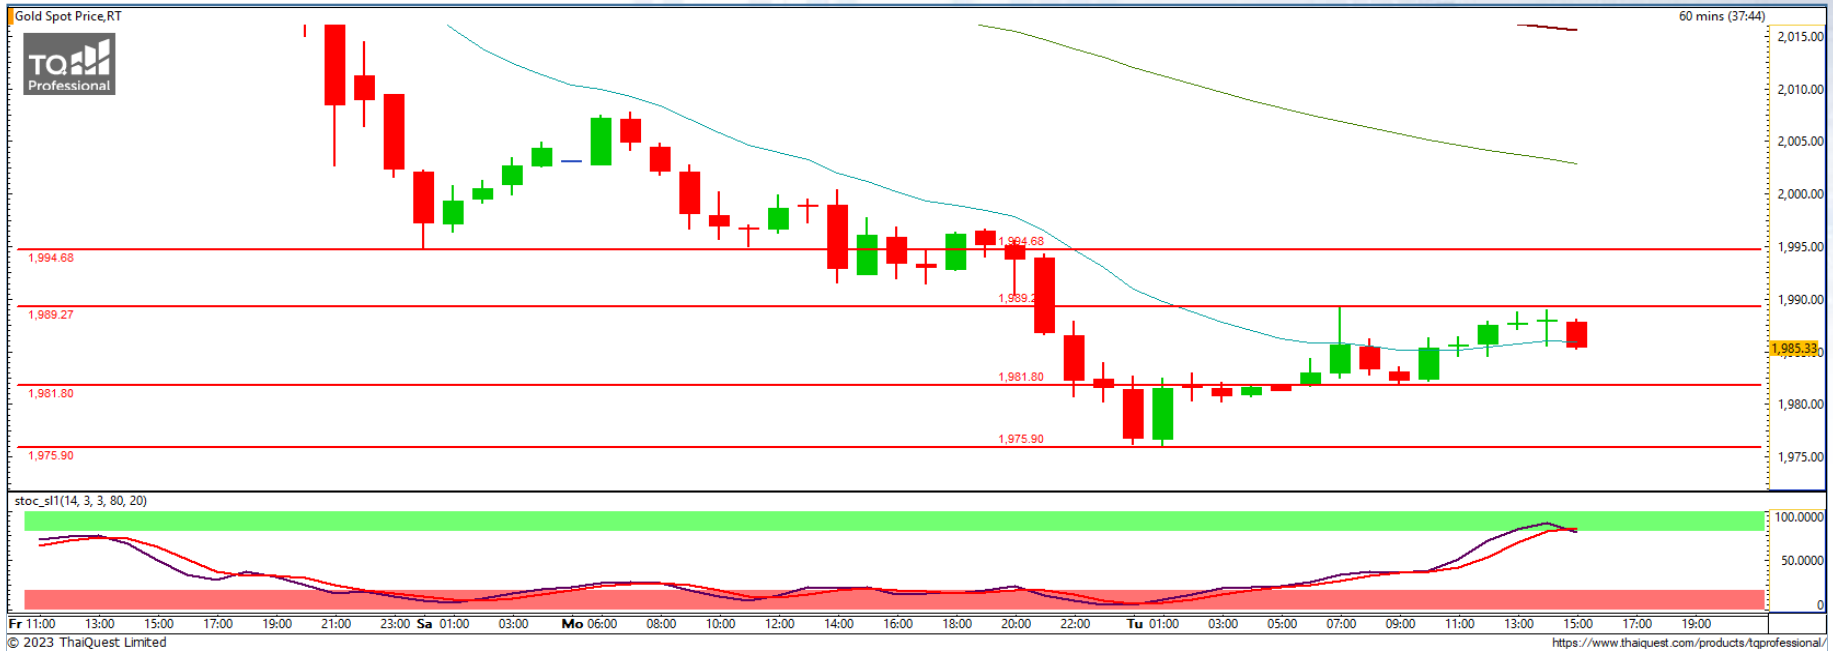 Gold Spot Price,RT
60 mins (37:44)
TQ
Professional
2,015.00
2,010.00
2,005.00
2,000.00
1,994.68
1,995.00
1,994.68
1,990.00
1,989.27
1,985.33
1,981.80
1,981.80
1,980.00
1,975.90
1,975.90
1,975.00
stoc_sl1(14, 3, 3, 80, 20)
100.0000
50.0000
0
Fr 11:00 13:00 15:00 17:00 19:00 21:00 23:00 Sa 01:00 03:00 Mo 06:00 08:00 10:00 12:00 14:00 16:00 18:00 20:00 22:00 Tu 01:00 03:00 05:00 07:00 09:00 11:00 13:00 15:00 17:00 19:00
© 2023 ThaiQuest Limited
https://www.thaiquest.com/products/tqprofessional/